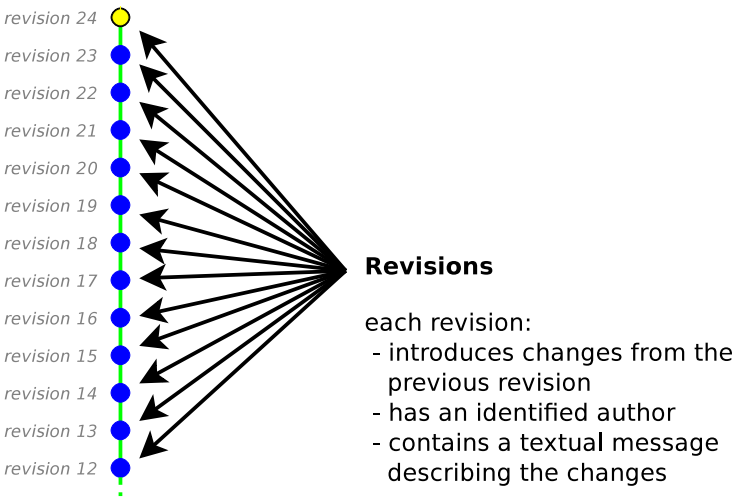 revision 24
revision 23
revision 22
revision 21
revision 20
revision 19
revision 18
revision 17
revision 16
revision 15
revision 14
revision 13
revision 12
Revisions
each revision:
- introduces changes from the
previous revision
- has an identified author
- contains a textual message
describing the changes